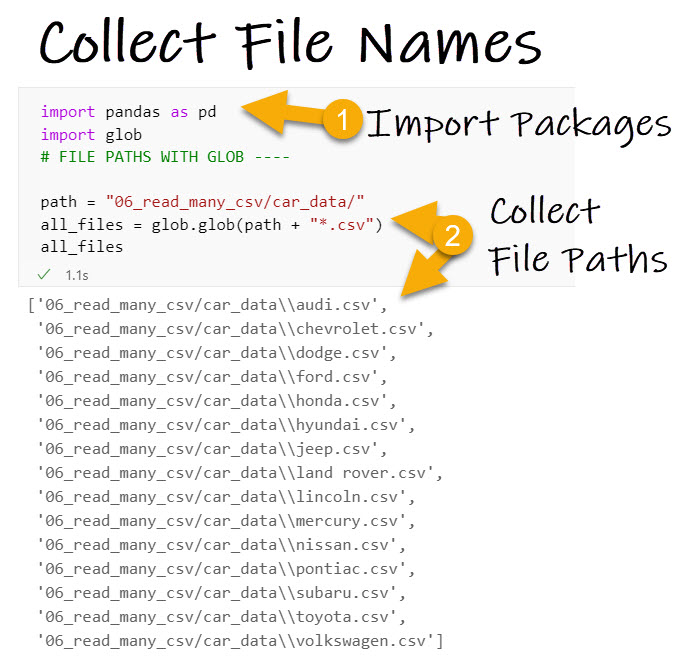 Collect File Names
import pandas as pd
import glob
# FILE PATHS WITH GLOB ----
path = "06_read_many_csv/car_data/"
all_files = glob.glob(path + "*.csv")
all_files
✓ 1.1s
1 Import Packages
2 Collect
File Paths
['06_read_many_csv/car_data\\audi.csv',
'06_read_many_csv/car_data\\chevrolet.csv',
'06_read_many_csv/car_data\\dodge.csv',
'06_read_many_csv/car_data\\ford.csv',
'06_read_many_csv/car_data\\honda.csv',
'06_read_many_csv/car_data\\hyundai.csv',
'06_read_many_csv/car_data\\jeep.csv',
'06_read_many_csv/car_data\\land rover.csv',
'06_read_many_csv/car_data\\lincoln.csv',
'06_read_many_csv/car_data\\mercury.csv',
'06_read_many_csv/car_data\\nissan.csv',
'06_read_many_csv/car_data\\pontiac.csv',
'06_read_many_csv/car_data\\subaru.csv',
'06_read_many_csv/car_data\\toyota.csv',
'06_read_many_csv/car_data\\volkswagen.csv']